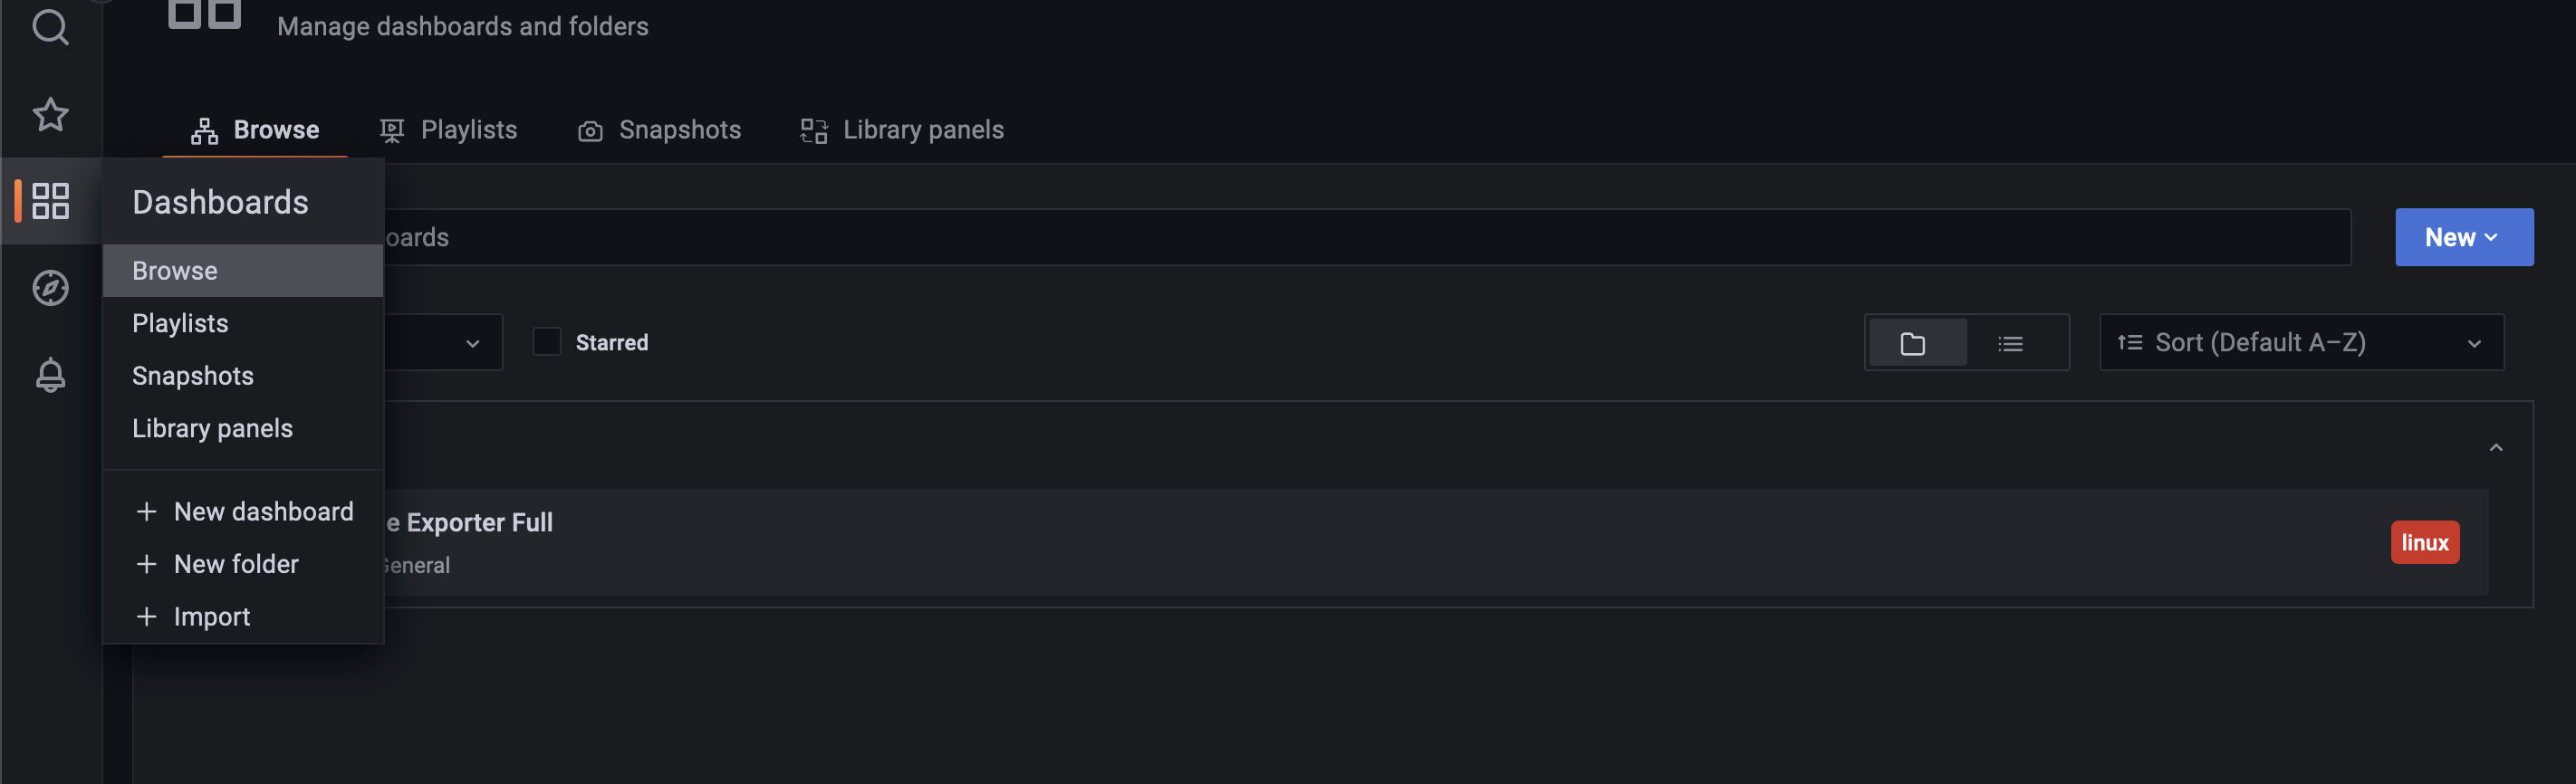 Manage dashboards and folders
Browse
Playlists
Snapshots
Library panels
Dashboards
Browse
Playlists
Snapshots
Library panels
+ New dashboard
+ New folder
+ Import
oards
New
Starred
Sort (Default A–Z)
e Exporter Full
General
linux